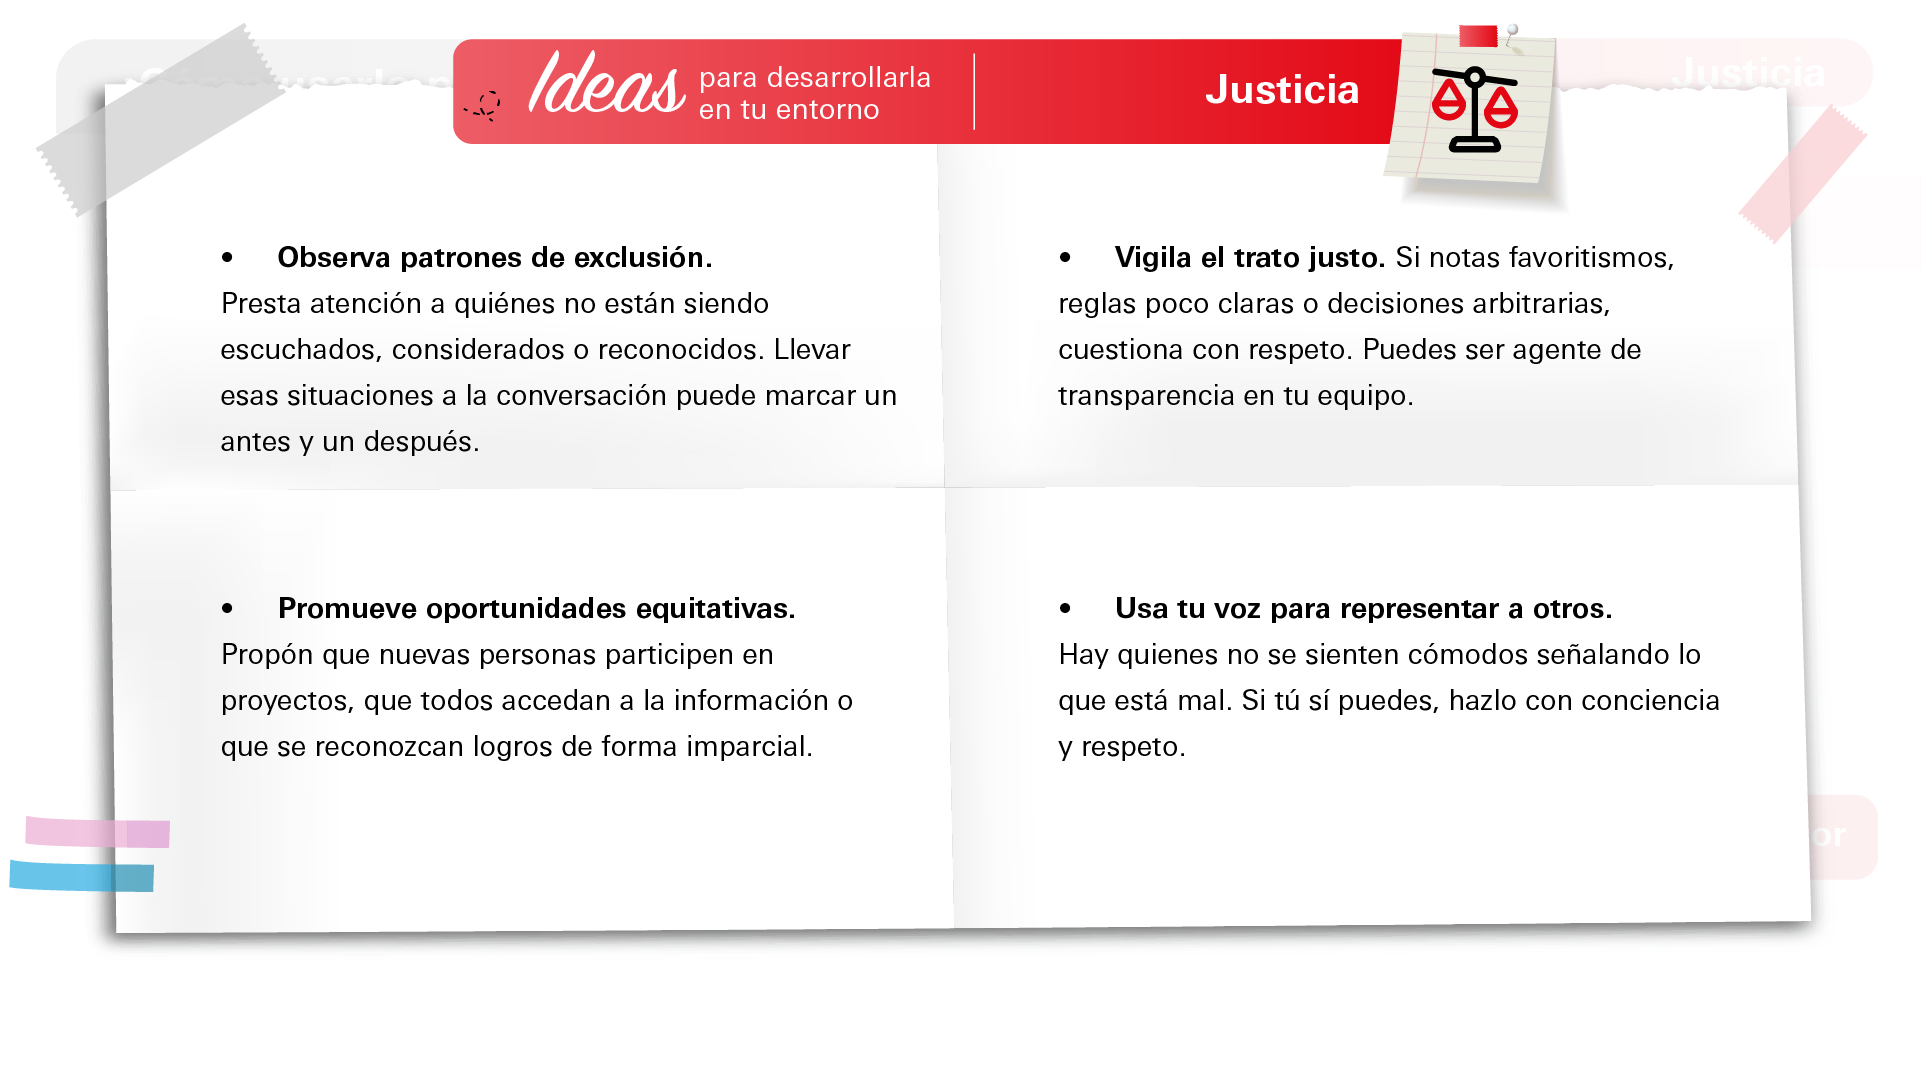 Ideas para desarrollarla
en tu entorno
Justicia
Justicia
• Observa patrones de exclusión.
Presta atención a quiénes no están siendo
escuchados, considerados o reconocidos. Llevar
esas situaciones a la conversación puede marcar un
antes y un después.
• Vigila el trato justo. Si notas favoritismos,
reglas poco claras o decisiones arbitrarias,
cuestiona con respeto. Puedes ser agente de
transparencia en tu equipo.
• Promueve oportunidades equitativas.
Propón que nuevas personas participen en
proyectos, que todos accedan a la información o
que se reconozcan logros de forma imparcial.
• Usa tu voz para representar a otros.
Hay quienes no se sienten cómodos señalando lo
que está mal. Si tú sí puedes, hazlo con conciencia
y respeto.